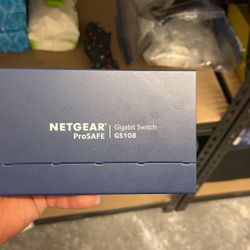 NETGEAR®
ProSAFE
Gigabit Switch
GS108